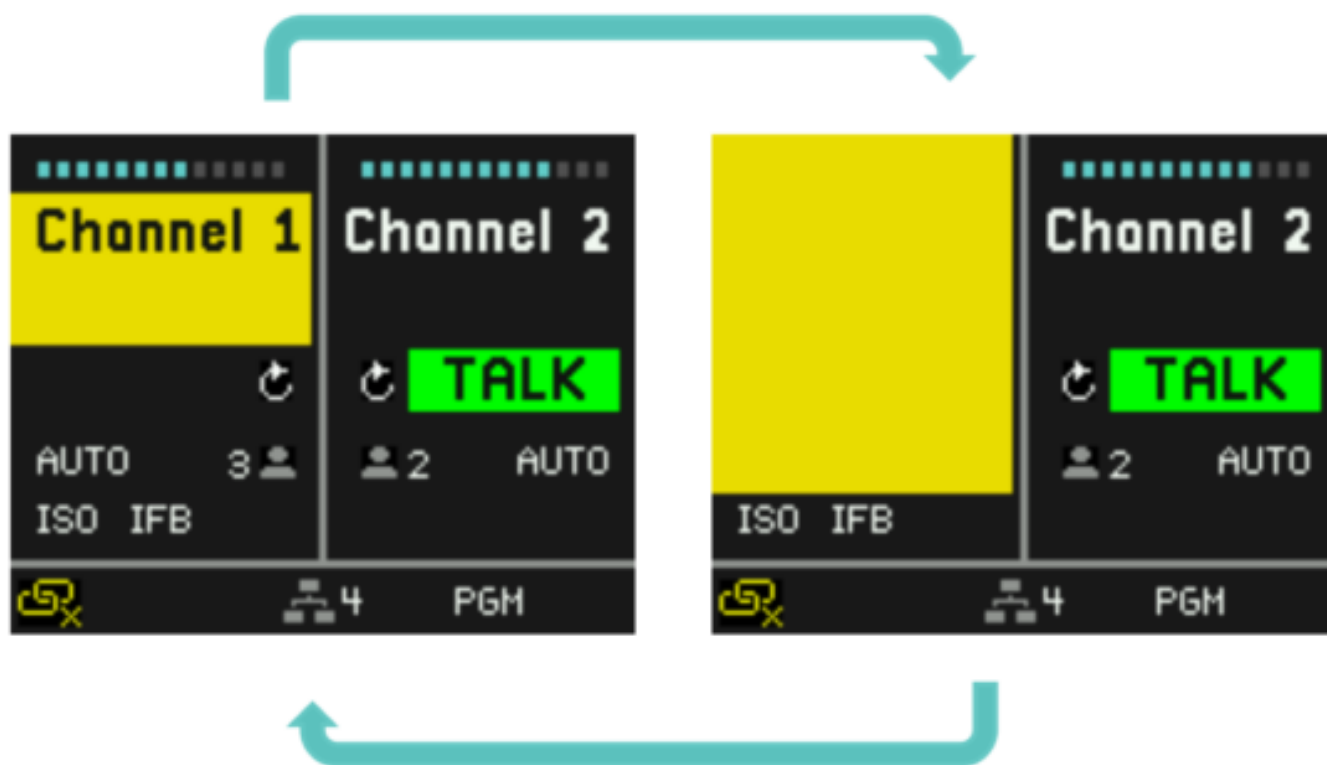 Channel 1
AUTO 3
ISO IFB
Channel 2
TALK
2 AUTO
4 PGM
Channel 2
TALK
2 AUTO
ISO IFB
4 PGM